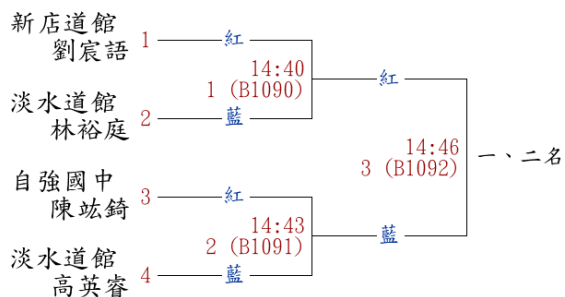 新店道館
劉宸語 1 紅
14:40
1 (B1090) 紅
淡水道館
林裕庭 2 藍
14:46
3 (B1092) 一、二名
自強國中
陳竑錡 3 紅
14:43
2 (B1091) 藍
淡水道館
高英睿 4 藍